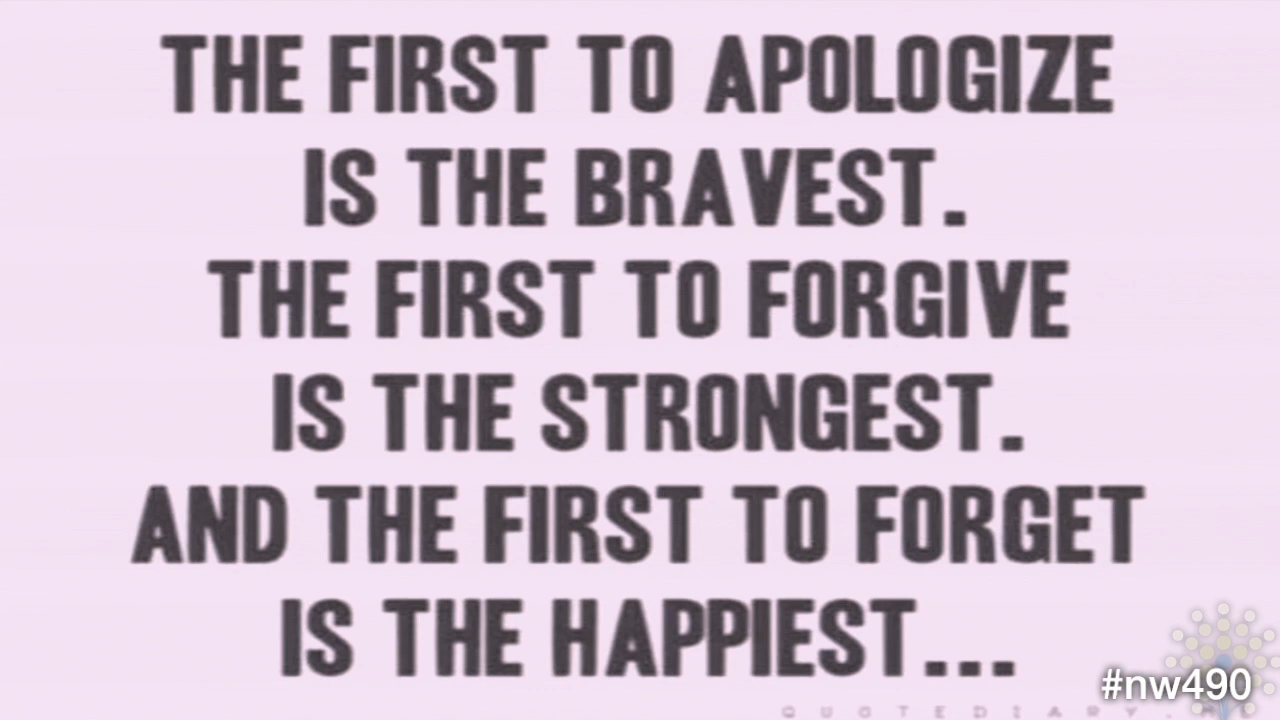 THE FIRST TO APOLOGIZE
IS THE BRAVEST.
THE FIRST TO FORGIVE
IS THE STRONGEST.
AND THE FIRST TO FORGET
IS THE HAPPIEST...
#nw490
QUOTEDIARY.